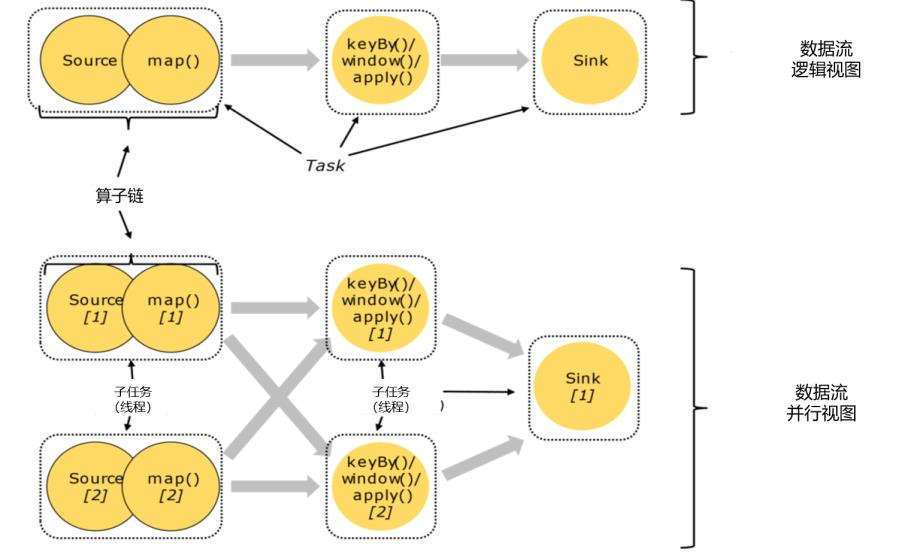 Source
map()
keyBy()/
window()/
apply()
Sink
数据流
逻辑视图
Task
算子链
Source
[1]
map()
[1]
keyBy()/
window()/
apply()
[1]
Sink
[1]
子任务
(线程)
子任务
(线程)
)
数据流
并行视图
Source
[2]
map()
[2]
keyBy()/
window()/
apply()
[2]